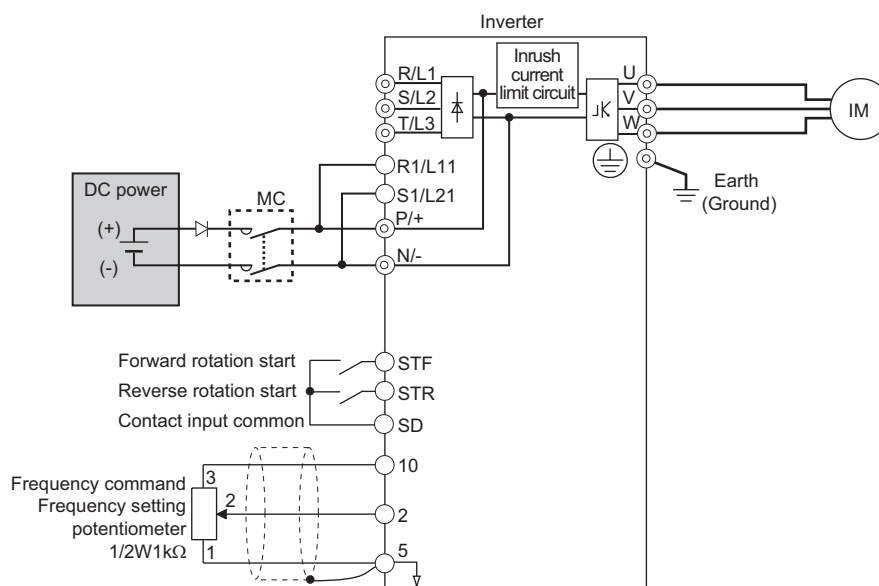 Inverter
Inrush
current
limit circuit
R/L1
S/L2
T/L3
R1/L11
S1/L21
P/+
N/-
U
V
W
IM
Earth
(Ground)
DC power
(+)
(-)
MC
Forward rotation start
STF
Reverse rotation start
STR
Contact input common
SD
Frequency command
Frequency setting
potentiometer
1/2W1kΩ
3
2
1
10
2
5